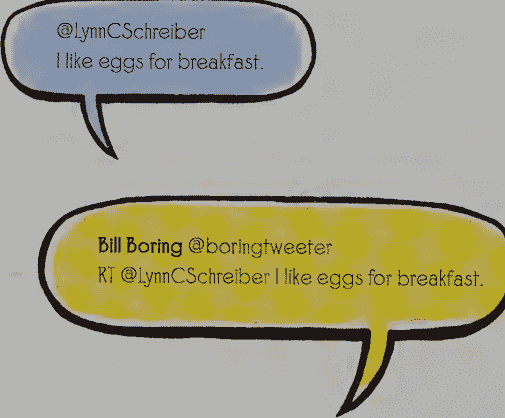 @LynnCSchreiber
I like eggs for breakfast.
Bill Boring @boringtweeter
RT @LynnCSchreiber I like eggs for breakfast.